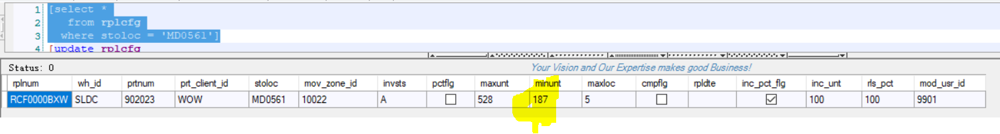 1 [select *
2 from rplcfg
3 where stoloc = 'MD0561']
4 [update rplcfg
Status: 0 Your Vision and Our Expertise makes good Business!
rplnum wh_id prtnum prt_client_id stoloc mov_zone_id invsts pctflg maxunt minunt maxloc cmpflg rpldte inc_pct_flg inc_unt rls_pct mod_usr_id
RCF0000BXW SLDC 902023 WOW MD0561 10022 A 528 187 5 100 100 9901